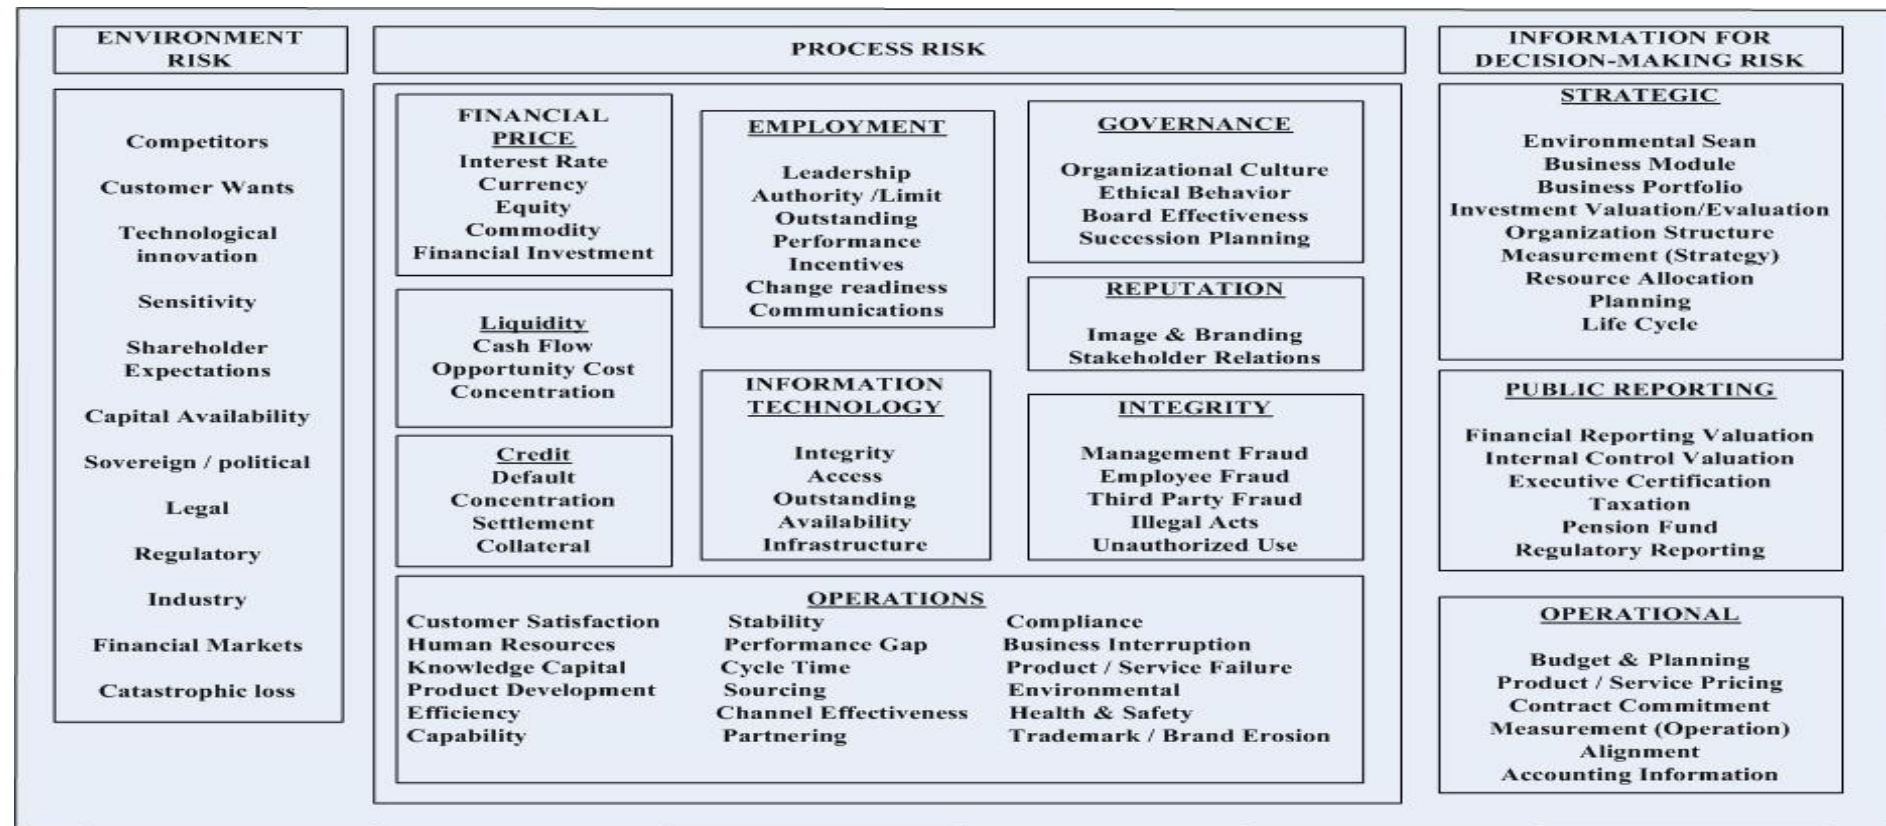 ENVIRONMENT
RISK
Competitors
Customer Wants
Technological
innovation
Sensitivity
Shareholder
Expectations
Capital Availability
Sovereign / political
Legal
Regulatory
Industry
Financial Markets
Catastrophic loss
PROCESS RISK
FINANCIAL
PRICE
Interest Rate
Currency
Equity
Commodity
Financial Investment
Liquidity
Cash Flow
Opportunity Cost
Concentration
Credit
Default
Concentration
Settlement
Collateral
EMPLOYMENT
Leadership
Authority /Limit
Outstanding
Performance
Incentives
Change readiness
Communications
INFORMATION
TECHNOLOGY
Integrity
Access
Outstanding
Availability
Infrastructure
GOVERNANCE
Organizational Culture
Ethical Behavior
Board Effectiveness
Succession Planning
REPUTATION
Image & Branding
Stakeholder Relations
INTEGRITY
Management Fraud
Employee Fraud
Third Party Fraud
Illegal Acts
Unauthorized Use
OPERATIONS
Customer Satisfaction
Human Resources
Knowledge Capital
Product Development
Efficiency
Capability
Stability
Performance Gap
Cycle Time
Sourcing
Channel Effectiveness
Partnering
Compliance
Business Interruption
Product / Service Failure
Environmental
Health & Safety
Trademark / Brand Erosion
INFORMATION FOR
DECISION-MAKING RISK
STRATEGIC
Environmental Sean
Business Module
Business Portfolio
Investment Valuation/Evaluation
Organization Structure
Measurement (Strategy)
Resource Allocation
Planning
Life Cycle
PUBLIC REPORTING
Financial Reporting Valuation
Internal Control Valuation
Executive Certification
Taxation
Pension Fund
Regulatory Reporting
OPERATIONAL
Budget & Planning
Product / Service Pricing
Contract Commitment
Measurement (Operation)
Alignment
Accounting Information